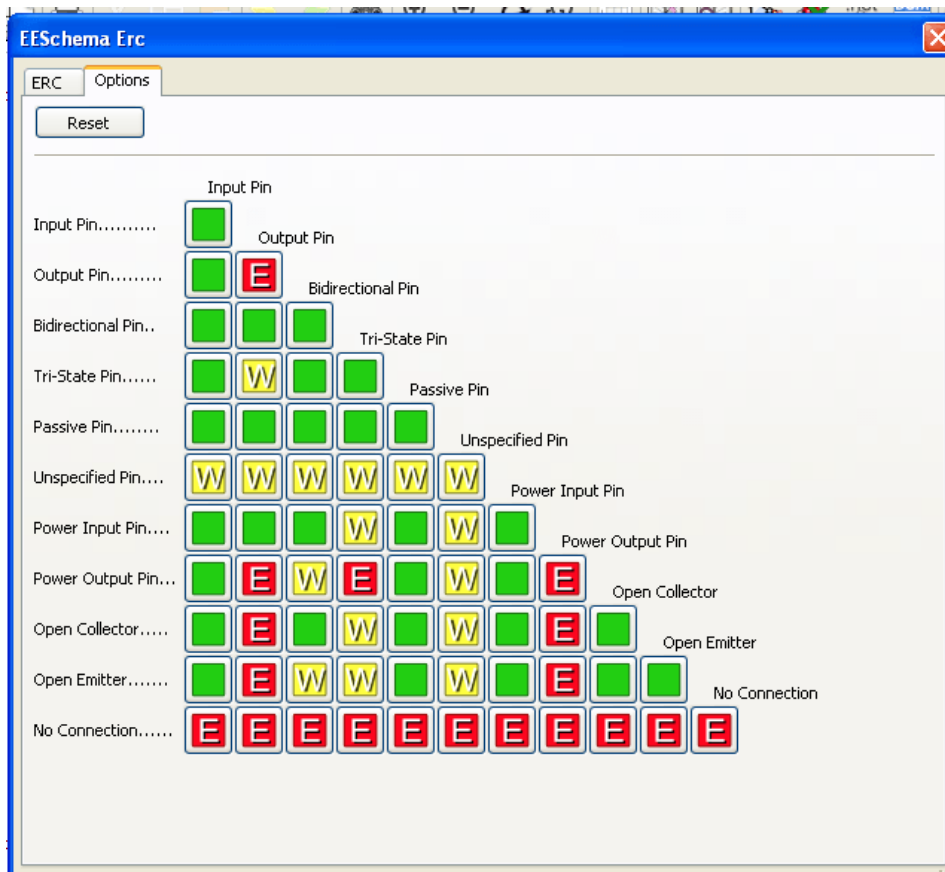 EESchema Erc
ERC Options
Reset
Input Pin
Input Pin..........
Output Pin
Output Pin.........
E
Bidirectional Pin
Bidirectional Pin..
Tri-State Pin
Tri-State Pin......
W
Passive Pin
Passive Pin........
Unspecified Pin
Unspecified Pin....
W W W W W W
Power Input Pin
Power Input Pin....
W W
Power Output Pin
Power Output Pin...
E W E W E
Open Collector
Open Collector.....
E W W E
Open Emitter
Open Emitter.......
E W W W E
No Connection
No Connection......
E E E E E E E E E E E